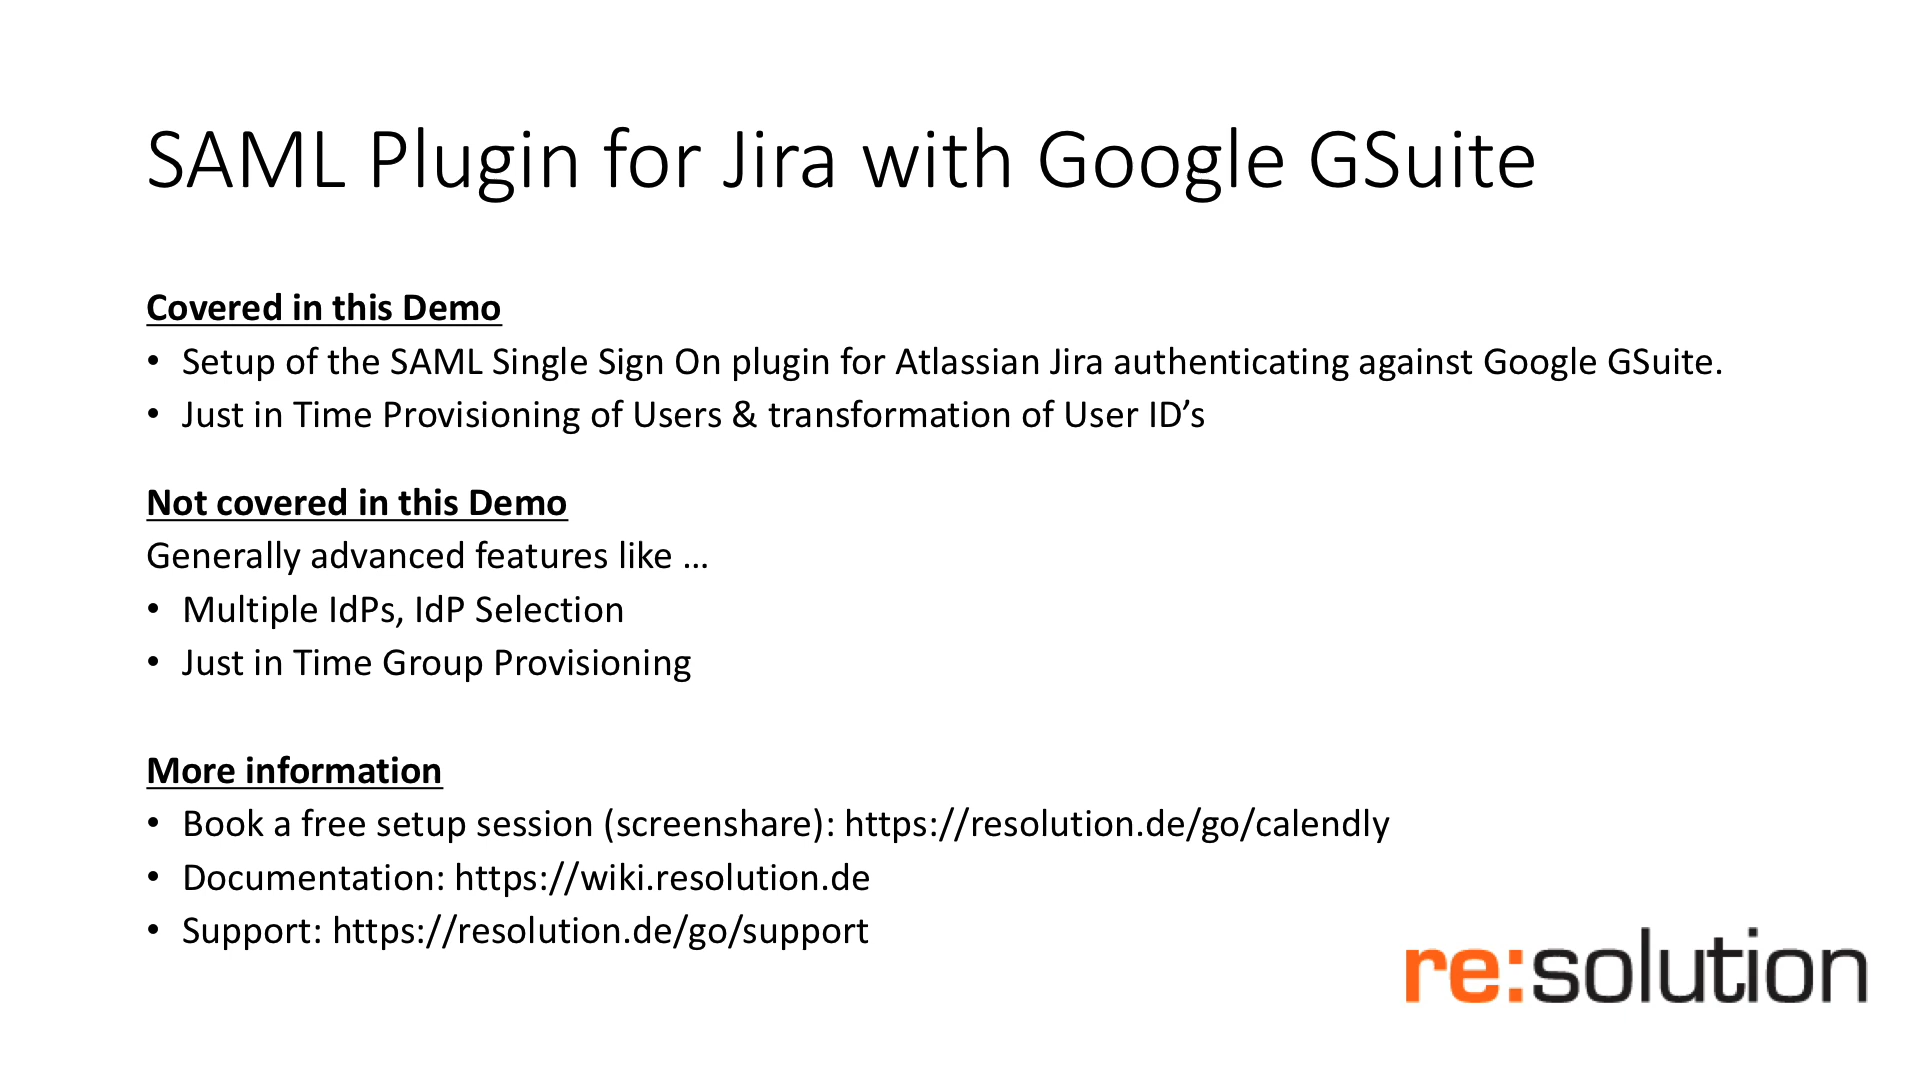 SAML Plugin for Jira with Google GSuite
Covered in this Demo
• Setup of the SAML Single Sign On plugin for Atlassian Jira authenticating against Google GSuite.
• Just in Time Provisioning of Users & transformation of User ID’s
Not covered in this Demo
Generally advanced features like …
• Multiple IdPs, IdP Selection
• Just in Time Group Provisioning
More information
• Book a free setup session (screenshare): https://resolution.de/go/calendly
• Documentation: https://wiki.resolution.de
• Support: https://resolution.de/go/support
re:solution